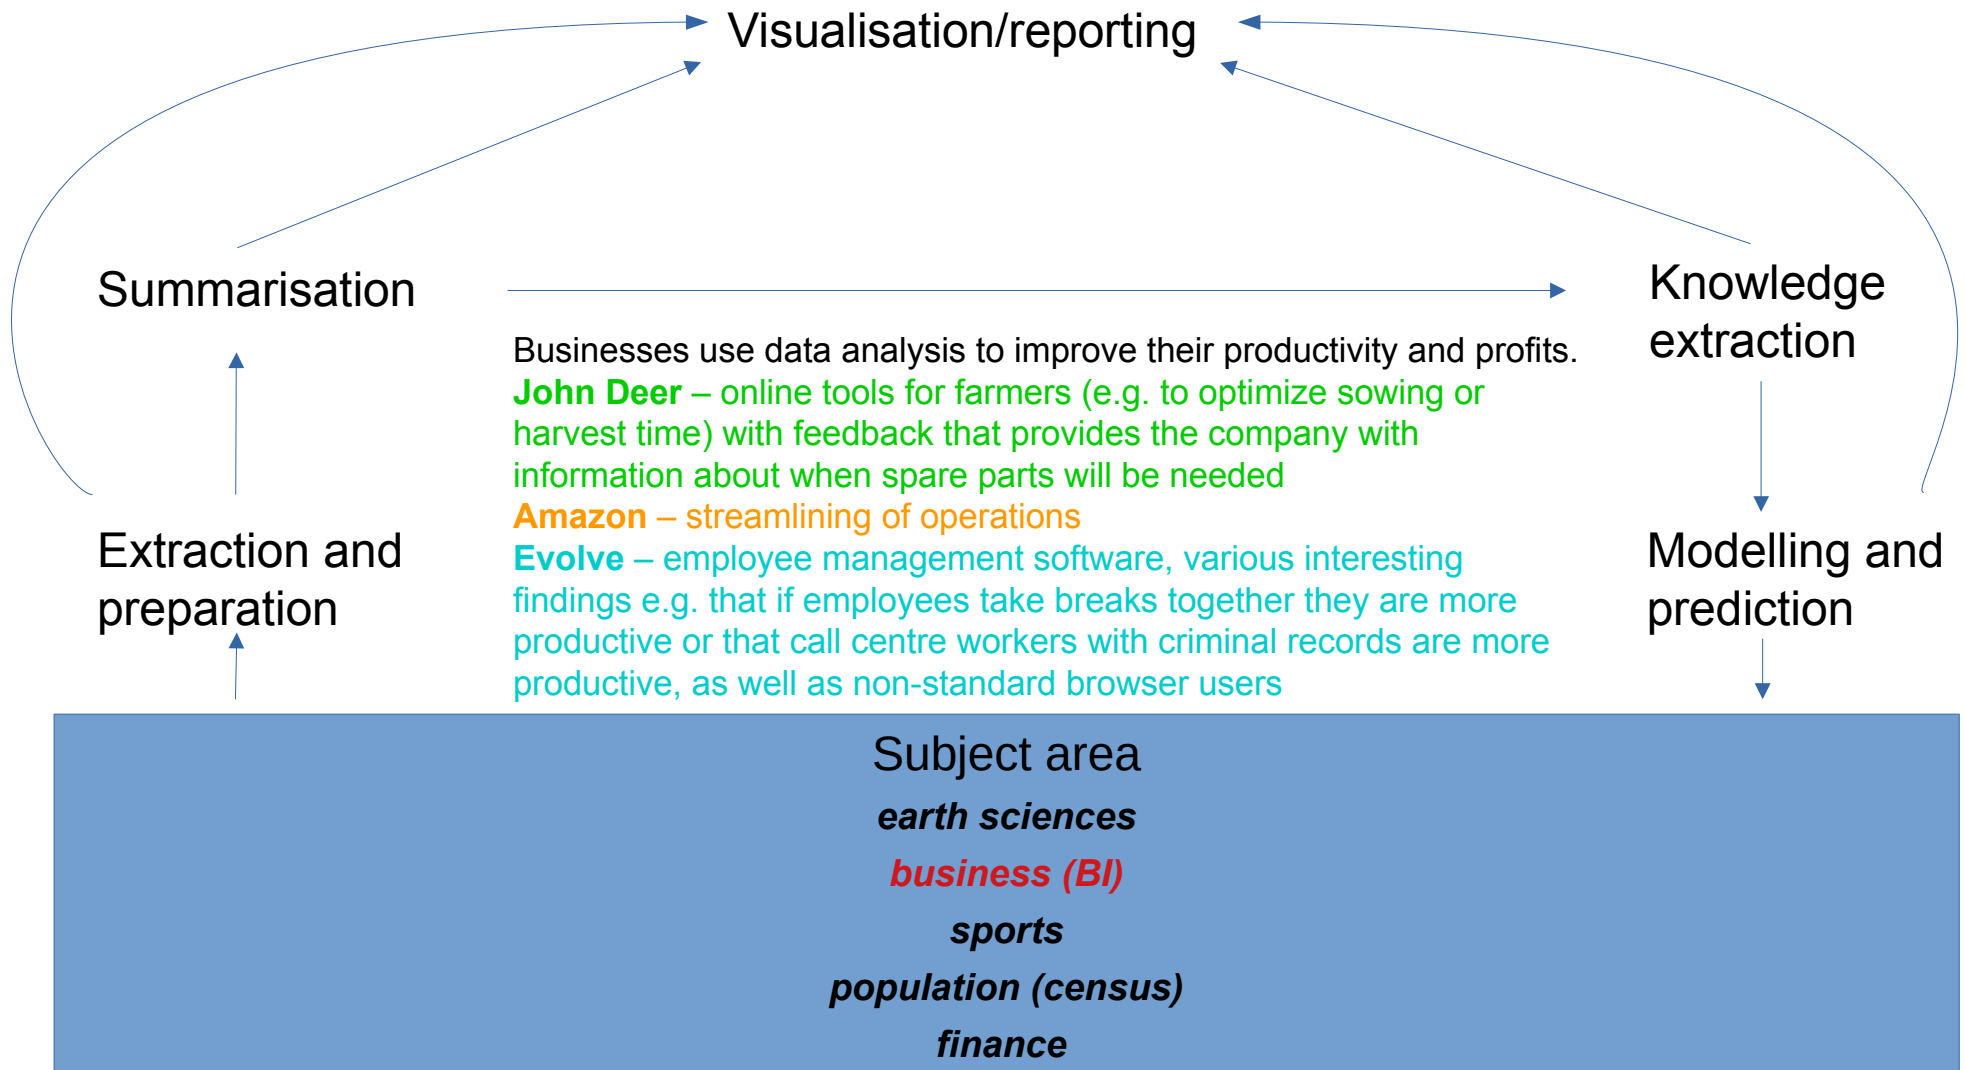 Visualisation/reporting
Summarisation
Knowledge
extraction
Businesses use data analysis to improve their productivity and profits.
John Deer – online tools for farmers (e.g. to optimize sowing or
harvest time) with feedback that provides the company with
information about when spare parts will be needed
Amazon – streamlining of operations
Evolve – employee management software, various interesting
findings e.g. that if employees take breaks together they are more
productive or that call centre workers with criminal records are more
productive, as well as non-standard browser users
Extraction and
preparation
Modelling and
prediction
Subject area
earth sciences
business (BI)
sports
population (census)
finance